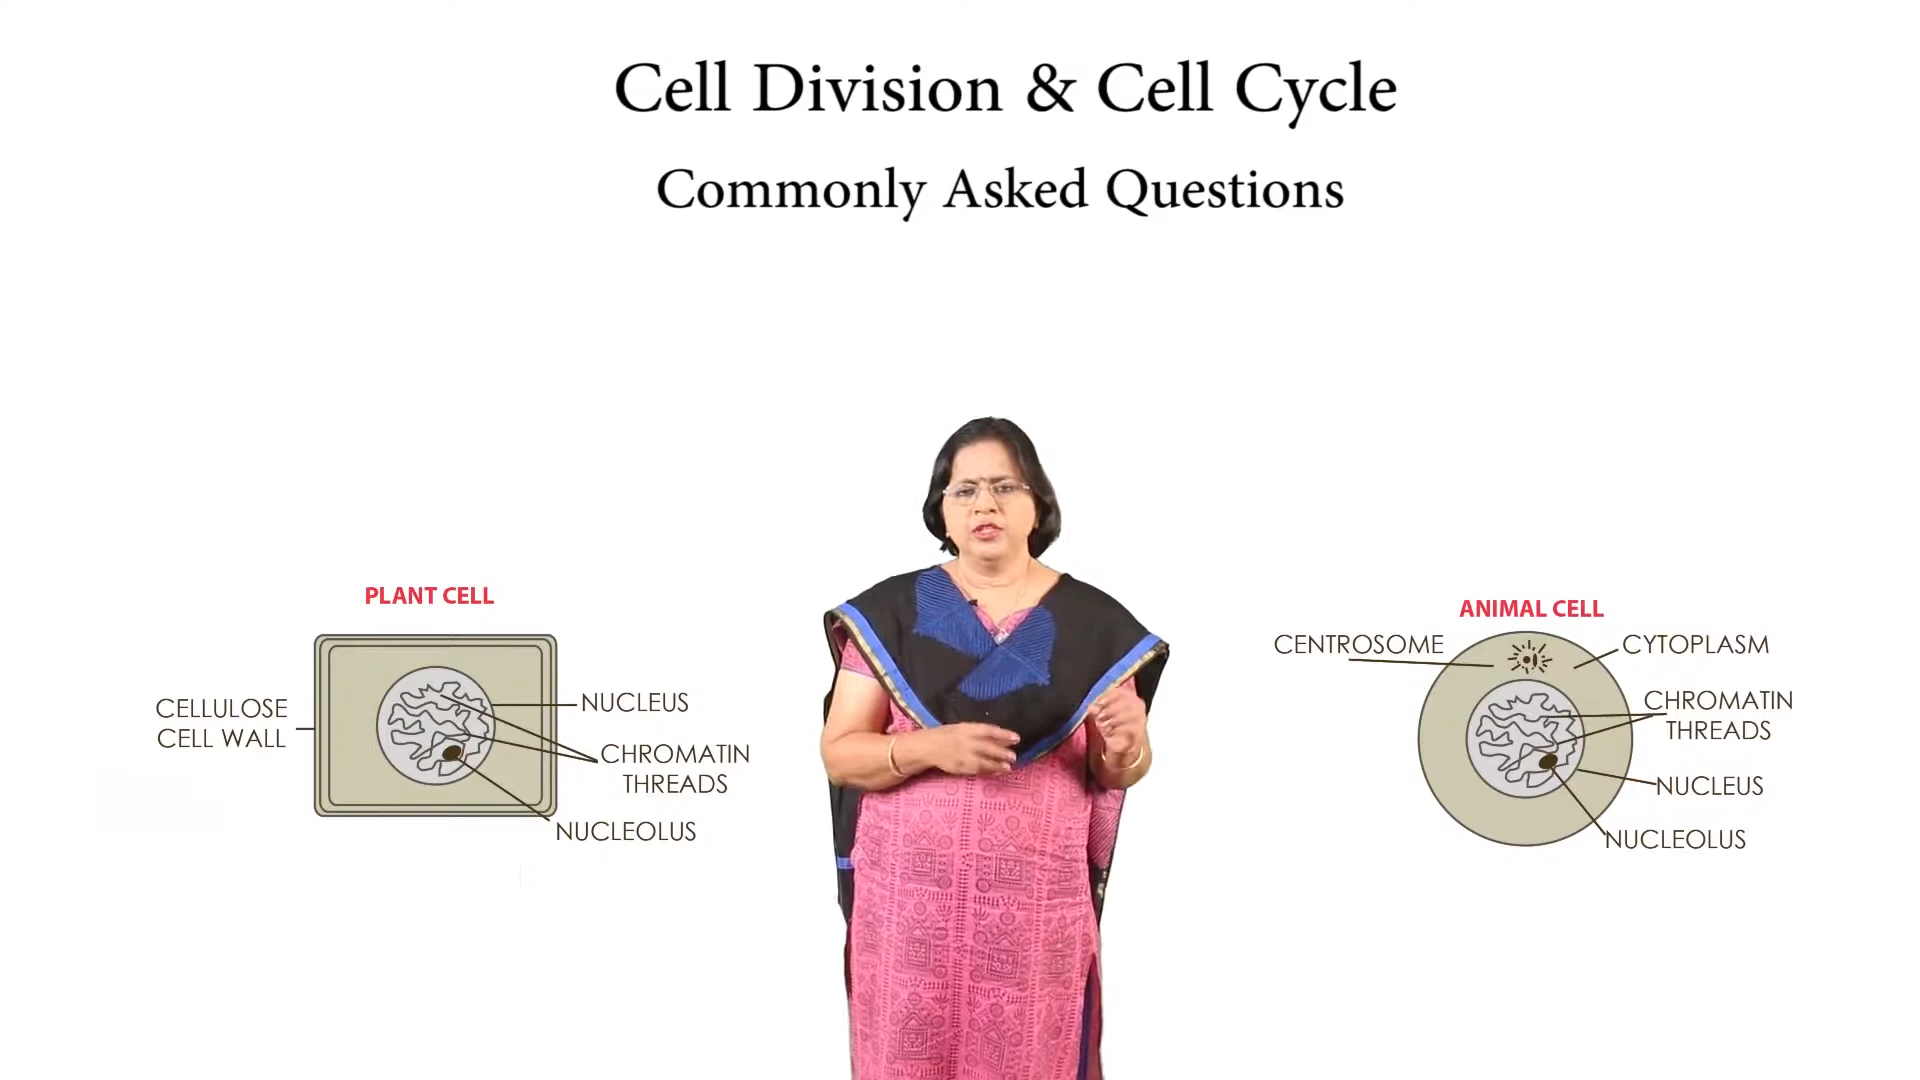 Cell Division & Cell Cycle
Commonly Asked Questions
PLANT CELL
CELLULOSE
CELL WALL
NUCLEUS
CHROMATIN
THREADS
NUCLEOLUS
ANIMAL CELL
CENTROSOME
CYTOPLASM
CHROMATIN
THREADS
NUCLEUS
NUCLEOLUS